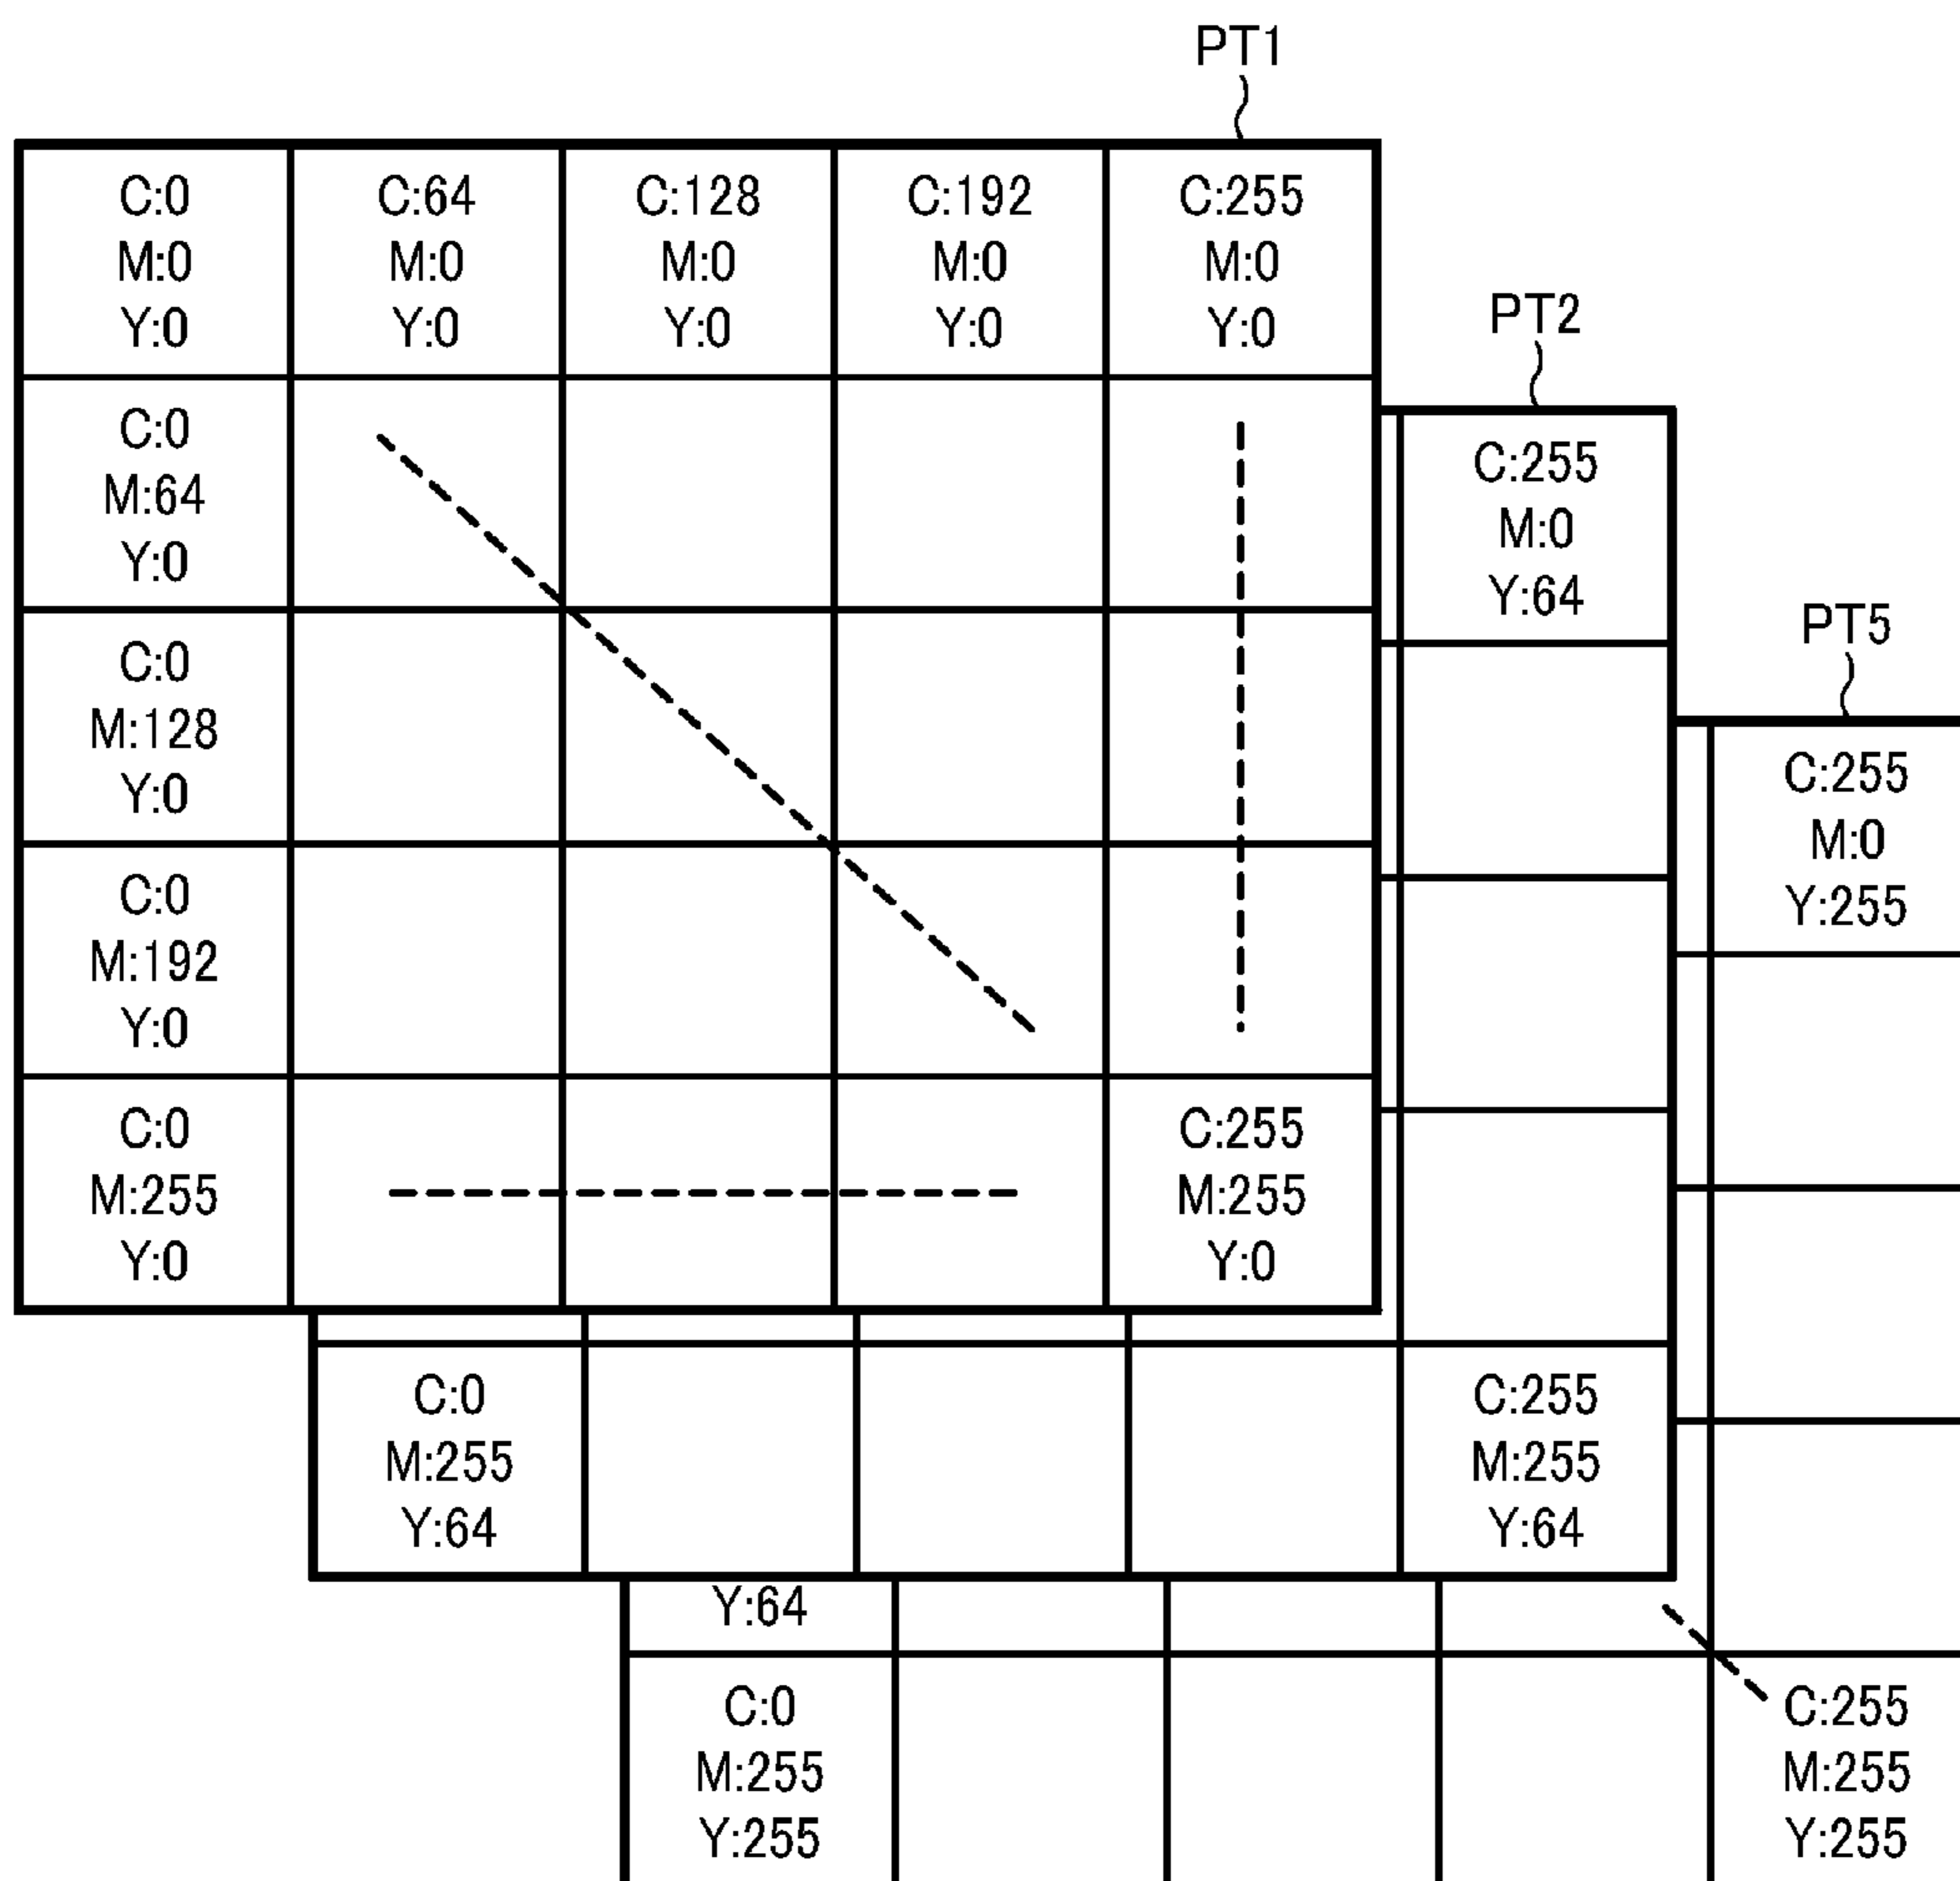 PT1
C:0 C:64 C:128 C:192 C:255
M:0 M:0 M:0 M:0 M:0
Y:0 Y:0 Y:0 Y:0 Y:0
PT2
C:0
M:64
Y:0
C:255
M:0
Y:64
PT5
C:0
M:128
Y:0
C:255
M:0
Y:255
C:0
M:192
Y:0
C:0 C:255
M:255 M:255
Y:0 Y:0
C:0 C:255
M:255 M:255
Y:64 Y:64
Y:64
C:0 C:255
M:255 M:255
Y:255 Y:255